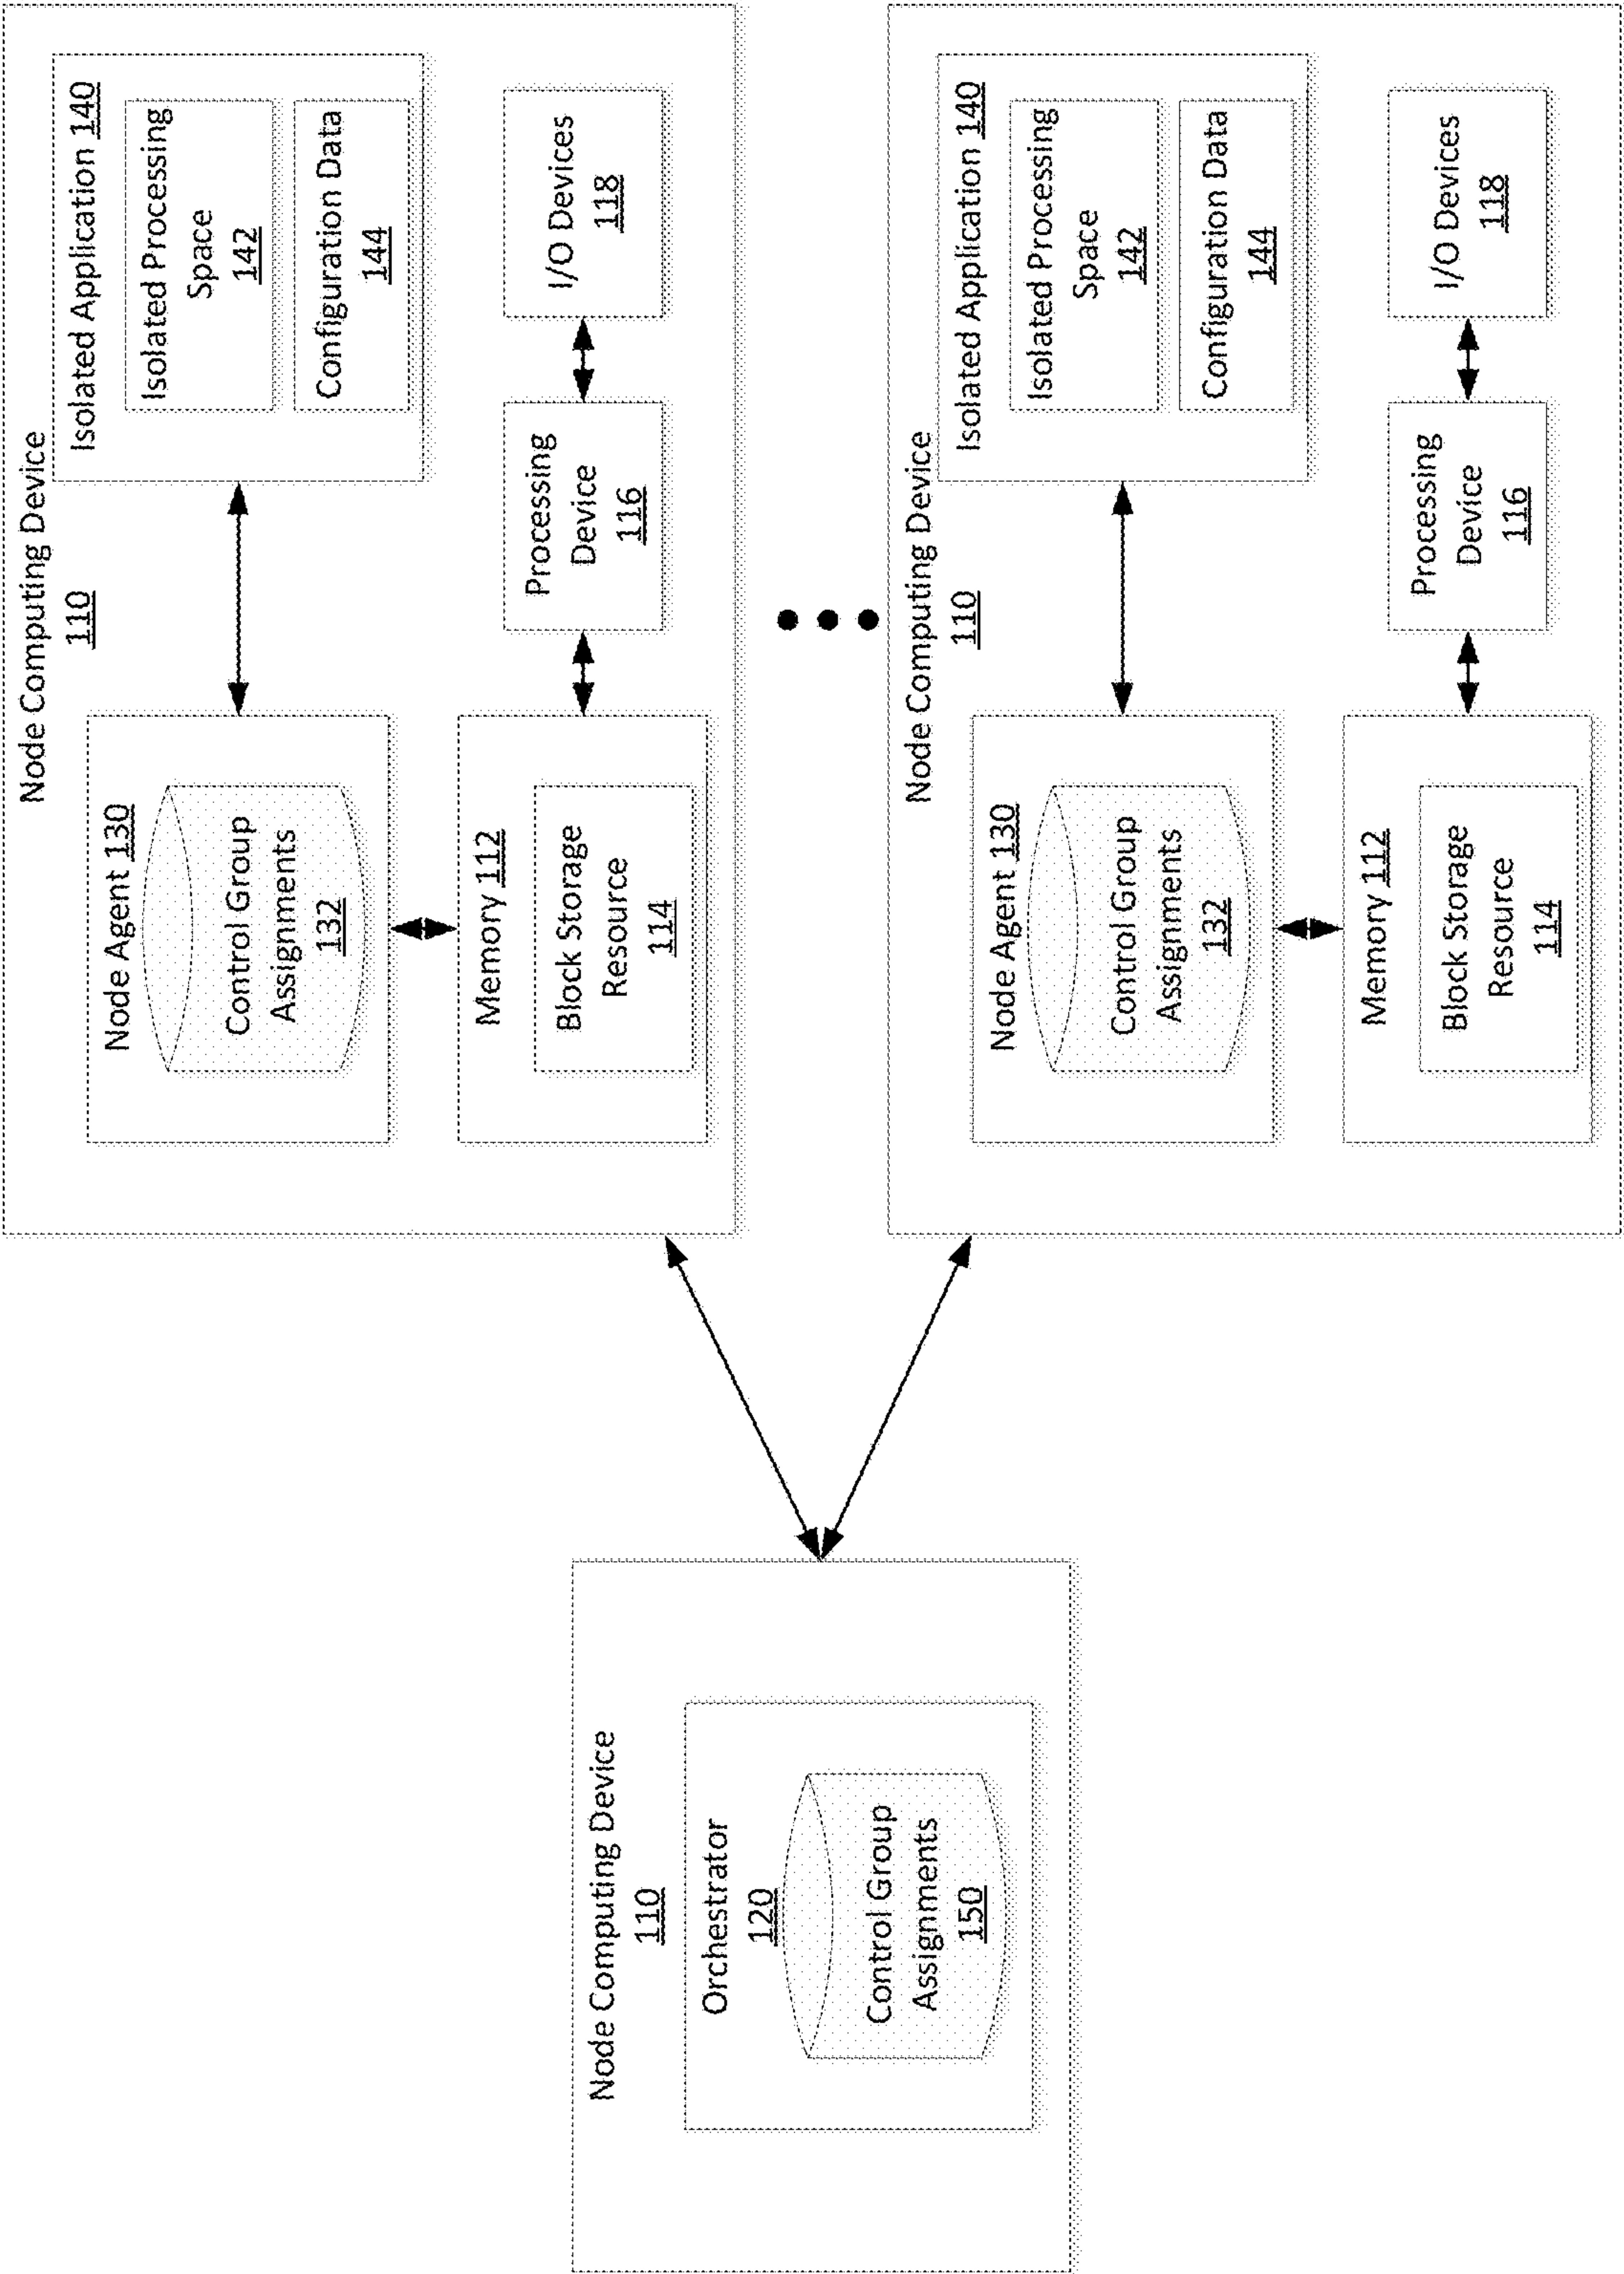 Node Computing Device
110
Orchestrator
120
Control Group
Assignments
150
Node Computing Device
110
Node Agent 130
Control Group
Assignments
132
Isolated Application 140
Isolated Processing
Space
142
Configuration Data
144
Memory 112
Block Storage
Resource
114
Processing
Device
116
I/O Devices
118
Node Computing Device
110
Node Agent 130
Control Group
Assignments
132
Isolated Application 140
Isolated Processing
Space
142
Configuration Data
144
Memory 112
Block Storage
Resource
114
Processing
Device
116
I/O Devices
118